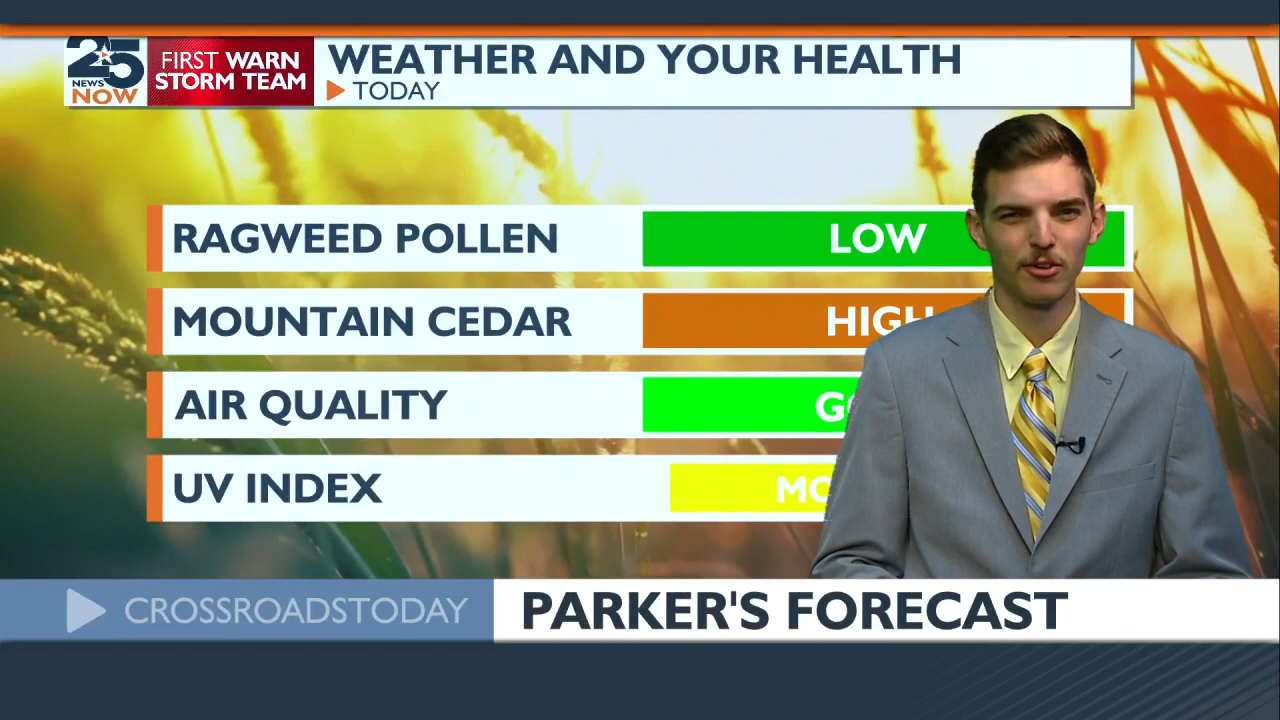 25
NEWS
NOW
FIRST WARN
STORM TEAM
WEATHER AND YOUR HEALTH
TODAY
RAGWEED POLLEN LOW
MOUNTAIN CEDAR HIGH
AIR QUALITY
UV INDEX
CROSSROADSTODAY
PARKER'S FORECAST